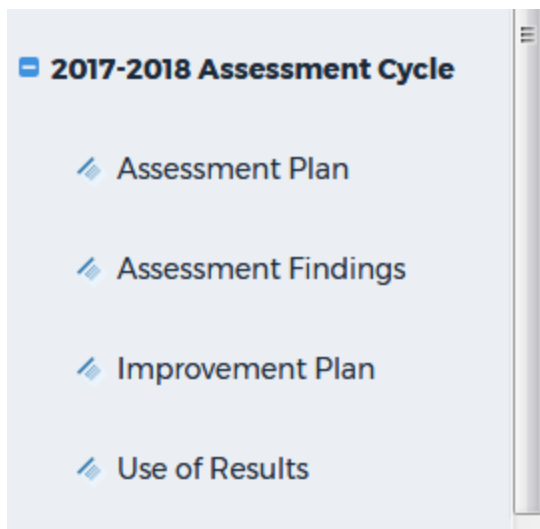 2017-2018 Assessment Cycle
Assessment Plan
Assessment Findings
Improvement Plan
Use of Results